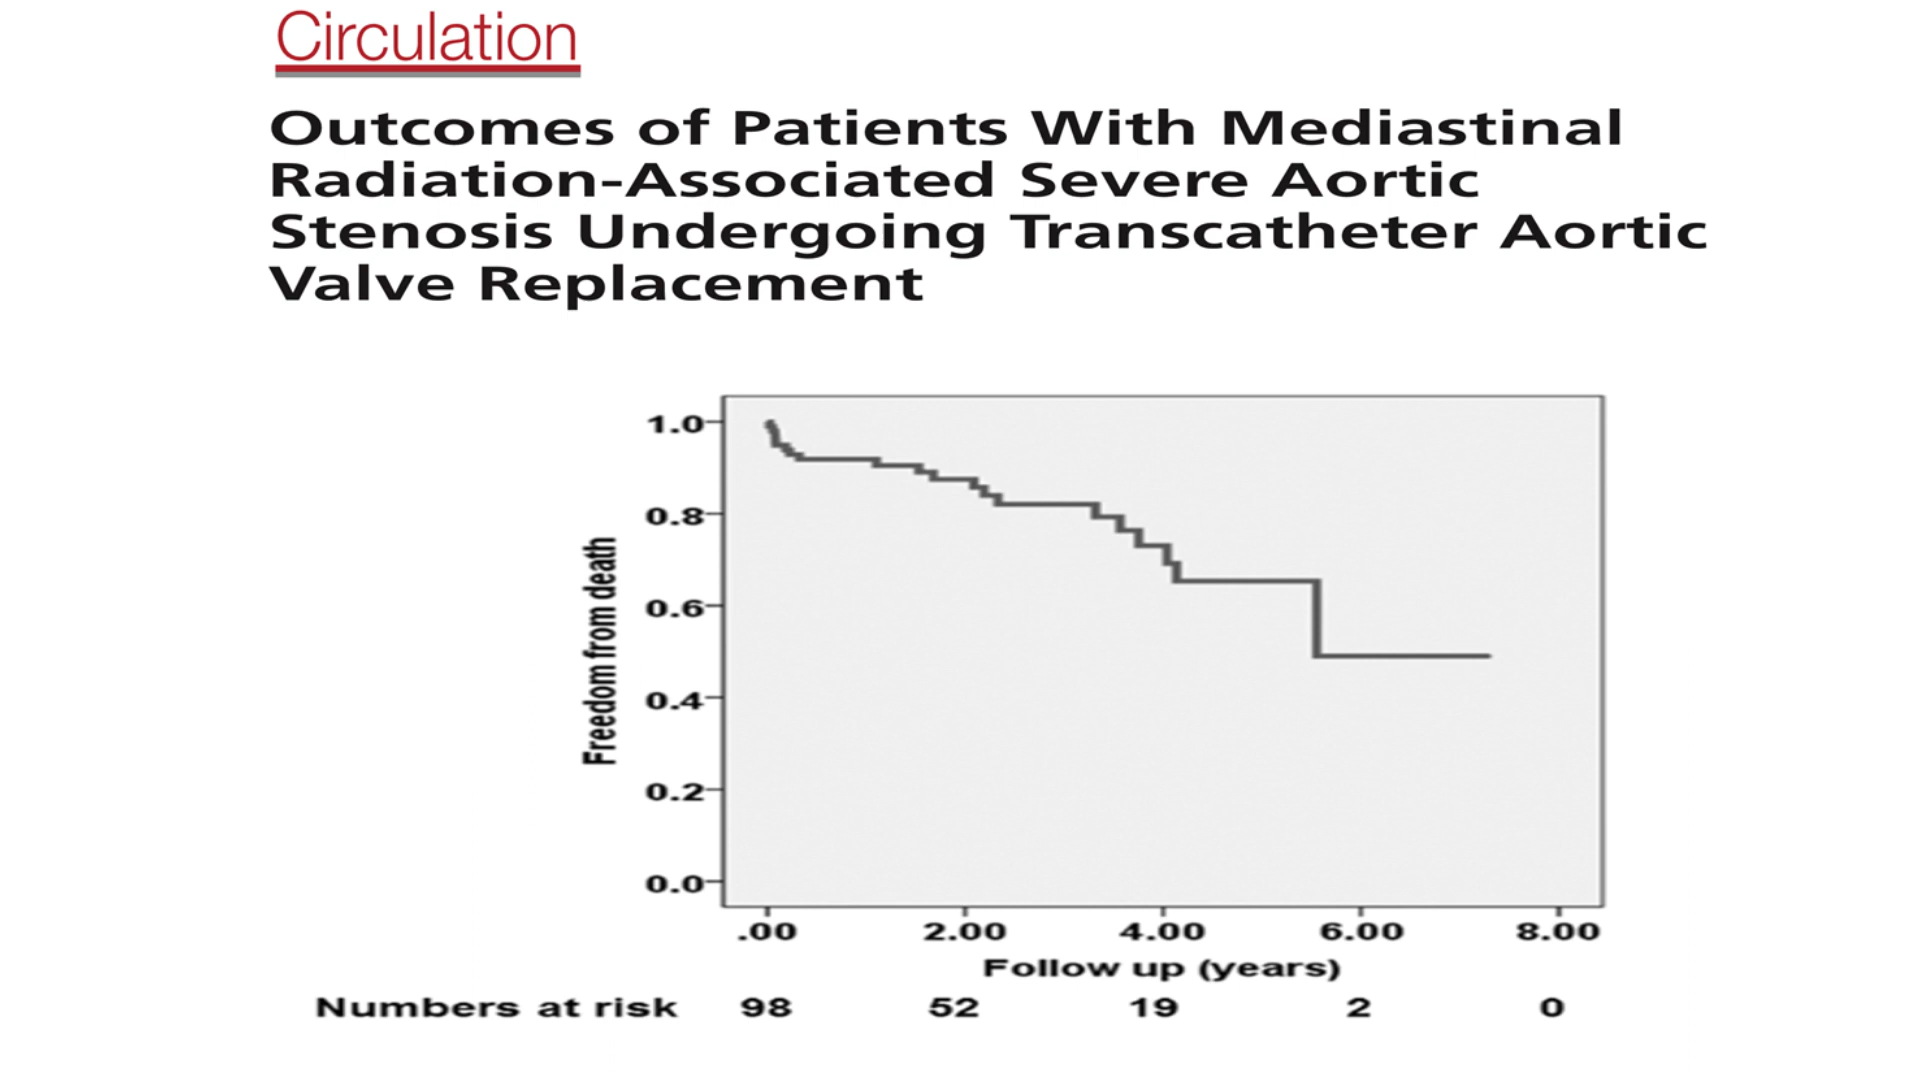 Circulation
Outcomes of Patients With Mediastinal
Radiation-Associated Severe Aortic
Stenosis Undergoing Transcatheter Aortic
Valve Replacement
1.0
0.8
0.6
0.4
0.2
0.0
Freedom from death
.00 2.00 4.00 6.00 8.00
Follow up (years)
Numbers at risk 98 52 19 2 0